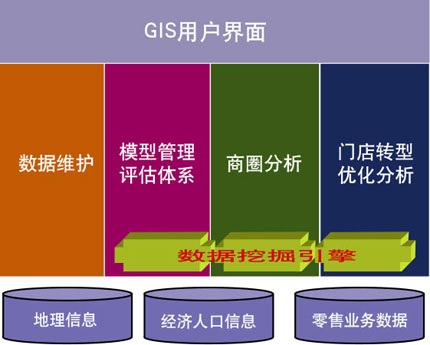 GIS用户界面
数据维护
模型管理
评估体系
商圈分析
门店转型
优化分析
数据挖掘引擎
地理信息
经济人口信息
零售业务数据